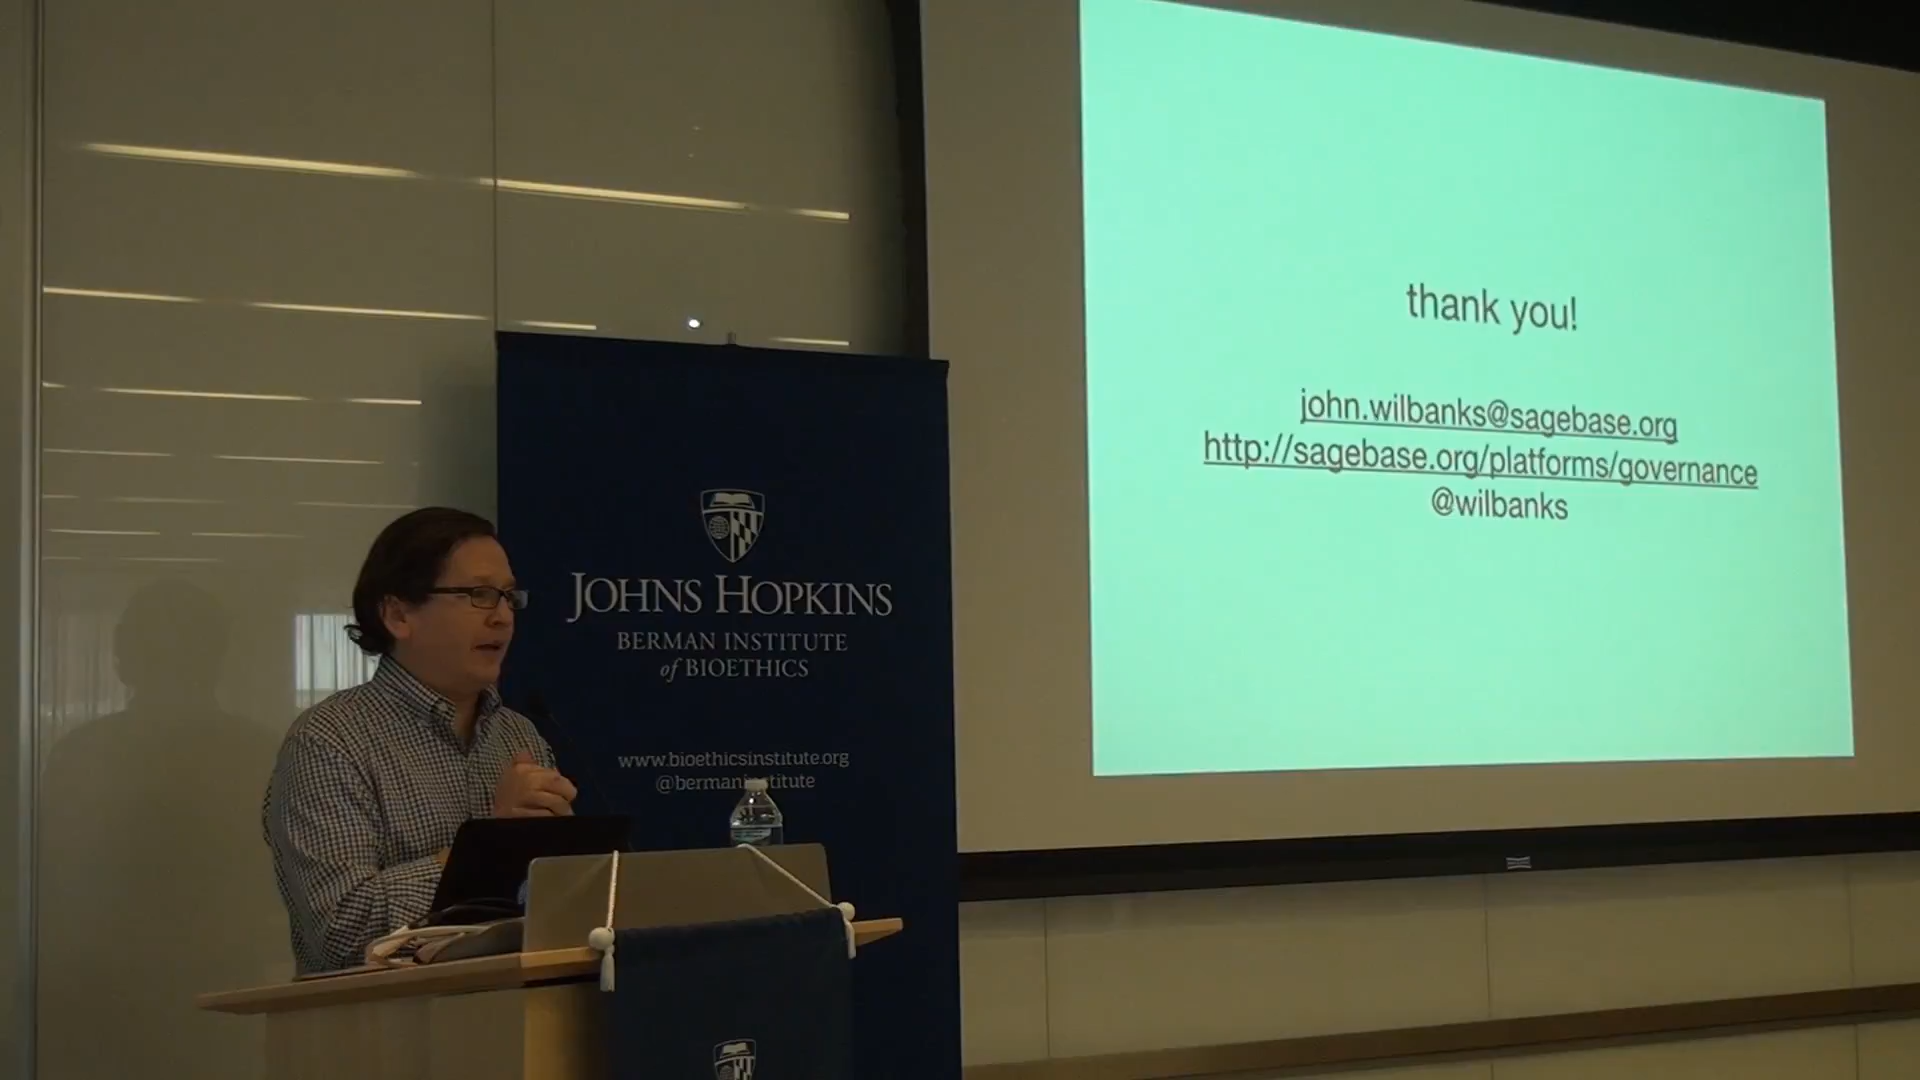 thank you!
john.wilbanks@sagebase.org
http://sagebase.org/platforms/governance
@wilbanks
JOHNS HOPKINS
BERMAN INSTITUTE
of BIOETHICS
www.bioethicsinstitute.org